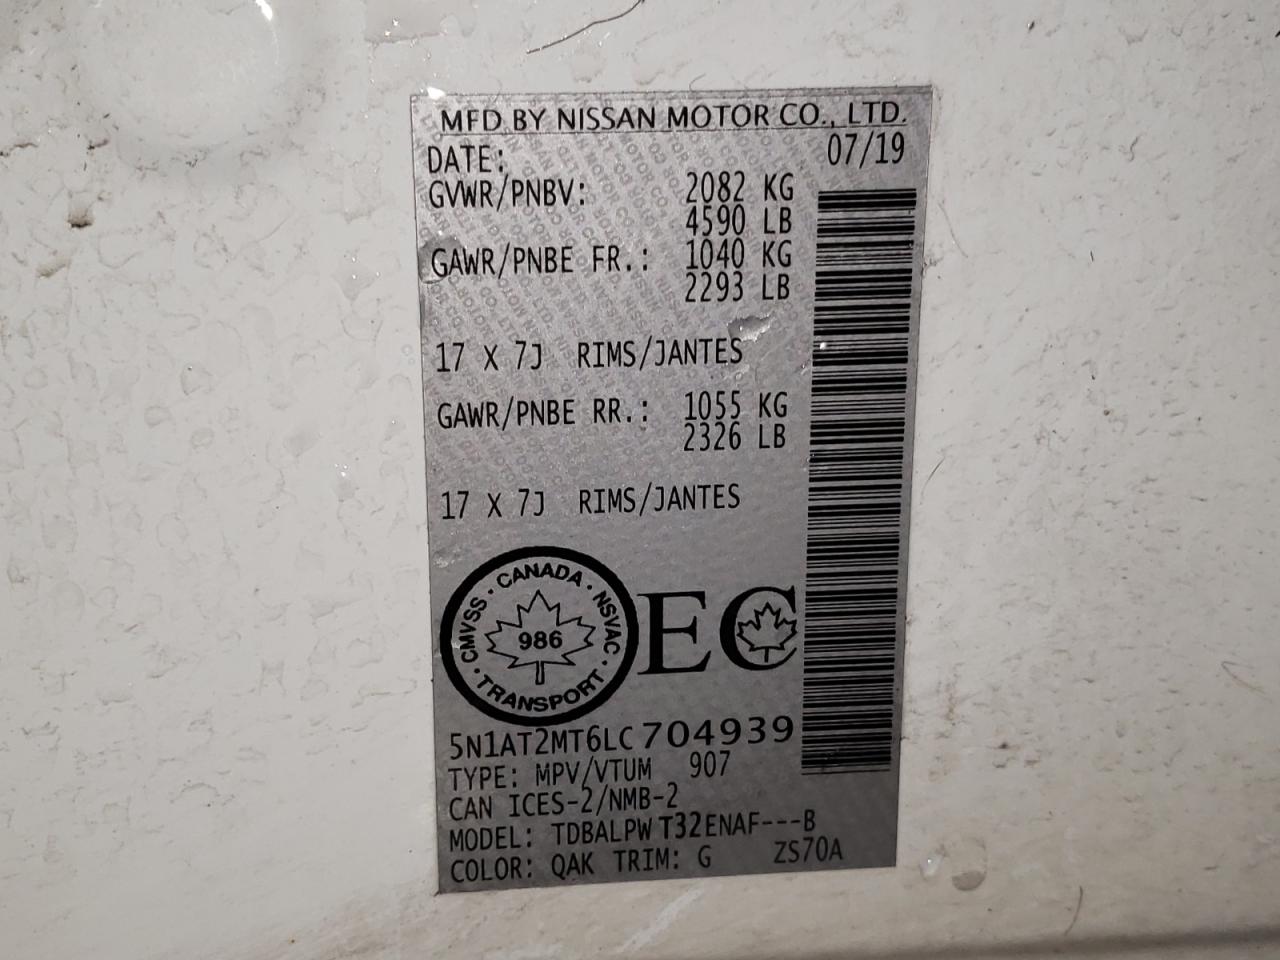 MFD BY NISSAN MOTOR CO., LTD.
DATE: 07/19
GVWR/PNBV: 2082 KG
4590 LB
GAWR/PNBE FR.: 1040 KG
2293 LB
17 X 7J RIMS/JANTES
GAWR/PNBE RR.: 1055 KG
2326 LB
17 X 7J RIMS/JANTES
CMVSS · CANADA · NSVAC · TRANSPORT
986
EC
5N1AT2MT6LC704939
TYPE: MPV/VTUM 907
CAN ICES-2/NMB-2
MODEL: TDBALPW T32ENAF---B
COLOR: QAK TRIM: G ZS70A